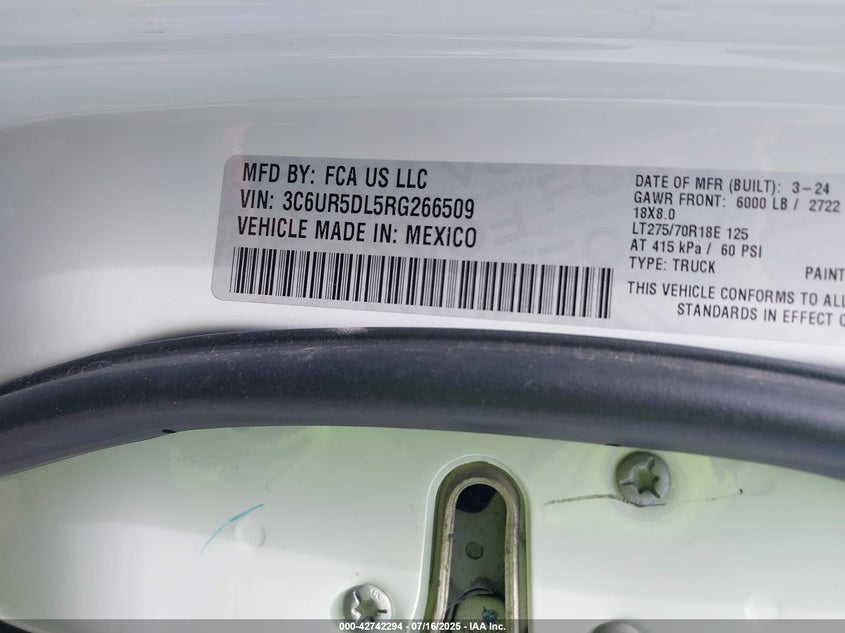 MFD BY: FCA US LLC
VIN: 3C6UR5DL5RG266509
VEHICLE MADE IN: MEXICO
DATE OF MFR (BUILT): 3-24
GAWR FRONT: 6000 LB / 2722
18X8.0
LT275/70R18E 125
AT 415 kPa / 60 PSI
TYPE: TRUCK
PAINT
THIS VEHICLE CONFORMS TO ALL
STANDARDS IN EFFECT
000-42742294 - 07/16/2025 - IAA Inc.